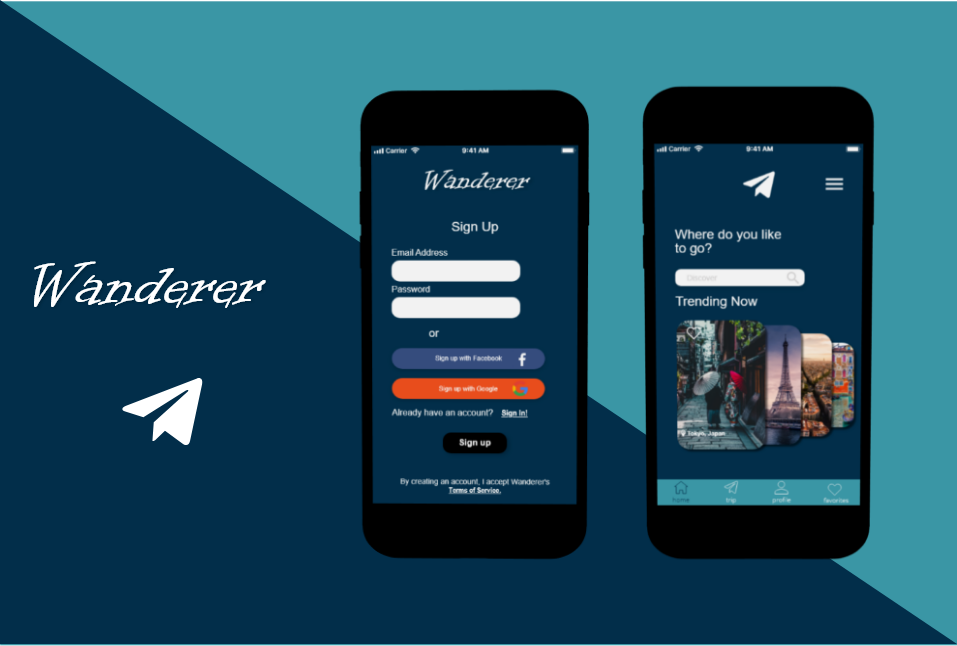 Wanderer
Carrier 9:41 AM
Wanderer
Sign Up
Email Address
Password
or
Sign up with Facebook
Sign up with Google
Already have an account? Sign In!
Sign up
By creating an account, I accept Wanderer's
Terms of Service.
Carrier 9:41 AM
Where do you like
to go?
Discover
Trending Now
Tokyo, Japan
home trip profile favorites